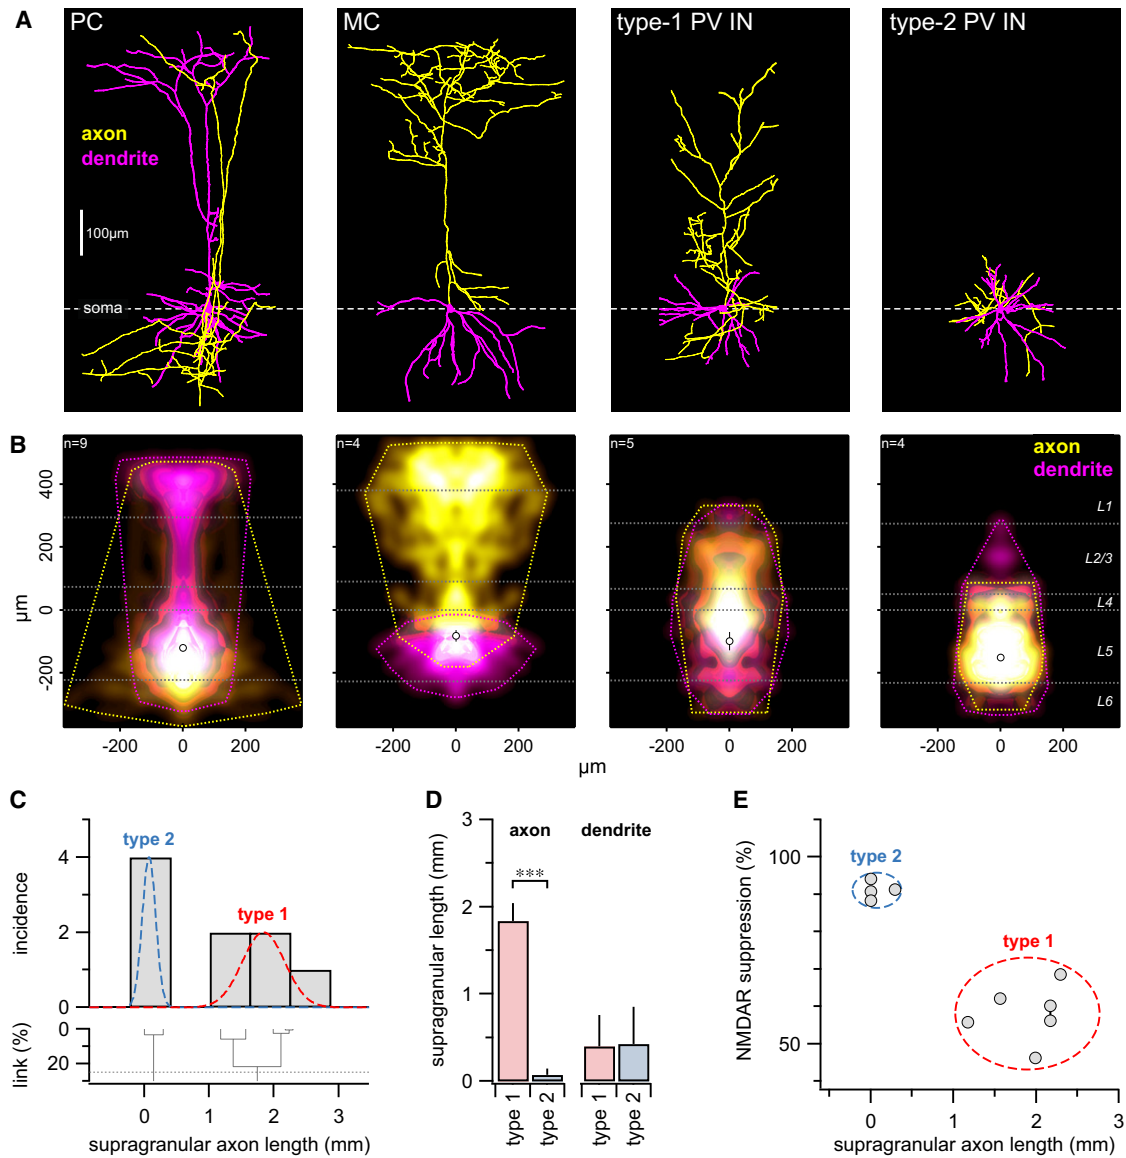 A
PC
MC
type-1 PV IN
type-2 PV IN
axon
dendrite
100µm
soma
B
n=9
n=4
n=5
n=4
axon
dendrite
L1
L2/3
L4
L5
L6
µm
400
200
0
-200
-200 0 200
-200 0 200
-200 0 200
-200 0 200
µm
C
type 2
type 1
incidence
4
2
0
link (%)
0
20
0 1 2 3
supragranular axon length (mm)
D
axon dendrite
***
supragranular length (mm)
3
2
1
0
type 1
type 2
type 1
type 2
E
type 2
type 1
NMDAR suppression (%)
100
50
0 1 2 3
supragranular axon length (mm)